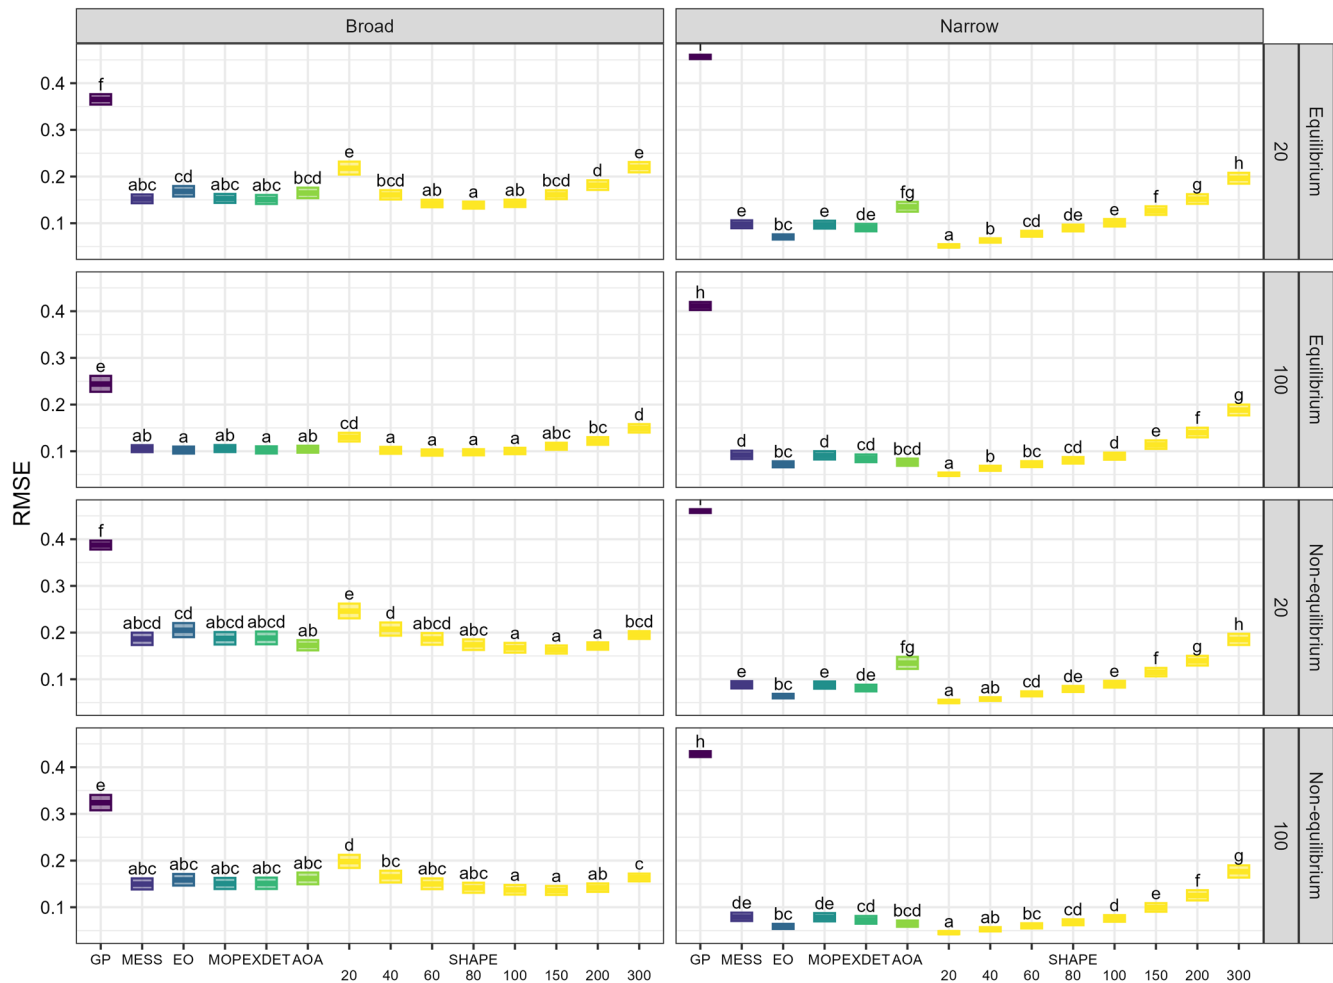 Broad Narrow
f
0.4
0.3
0.2
0.1
abc cd abc abc bcd e bcd ab a ab bcd d e
e bc e de fg a b cd de e f g h
20
Equilibrium
e
h
0.4
0.3
0.2
0.1
ab a ab a ab cd a a a a abc bc d
d bc d cd bcd a b bc cd d e f g
100
Equilibrium
RMSE
f
0.4
0.3
0.2
0.1
abcd cd abcd abcd ab e d abcd abc a a a bcd
e bc e de fg a ab cd de e f g h
20
Non-equilibrium
e
h
0.4
0.3
0.2
0.1
abc abc abc abc abc d bc abc abc a a ab c
de bc de cd bcd a ab bc cd d e f g
100
Non-equilibrium
GP MESS EO MOP EXDET AOA SHAPE
20 40 60 80 100 150 200 300
GP MESS EO MOP EXDET AOA SHAPE
20 40 60 80 100 150 200 300